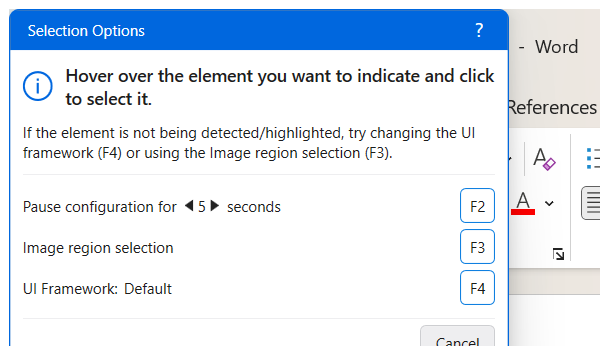 Selection Options ?
- Word
Hover over the element you want to indicate and click
to select it.
References
If the element is not being detected/highlighted, try changing the UI
framework (F4) or using the Image region selection (F3).
A
A
Pause configuration for 5 seconds F2
Image region selection F3
UI Framework: Default F4
Cancel